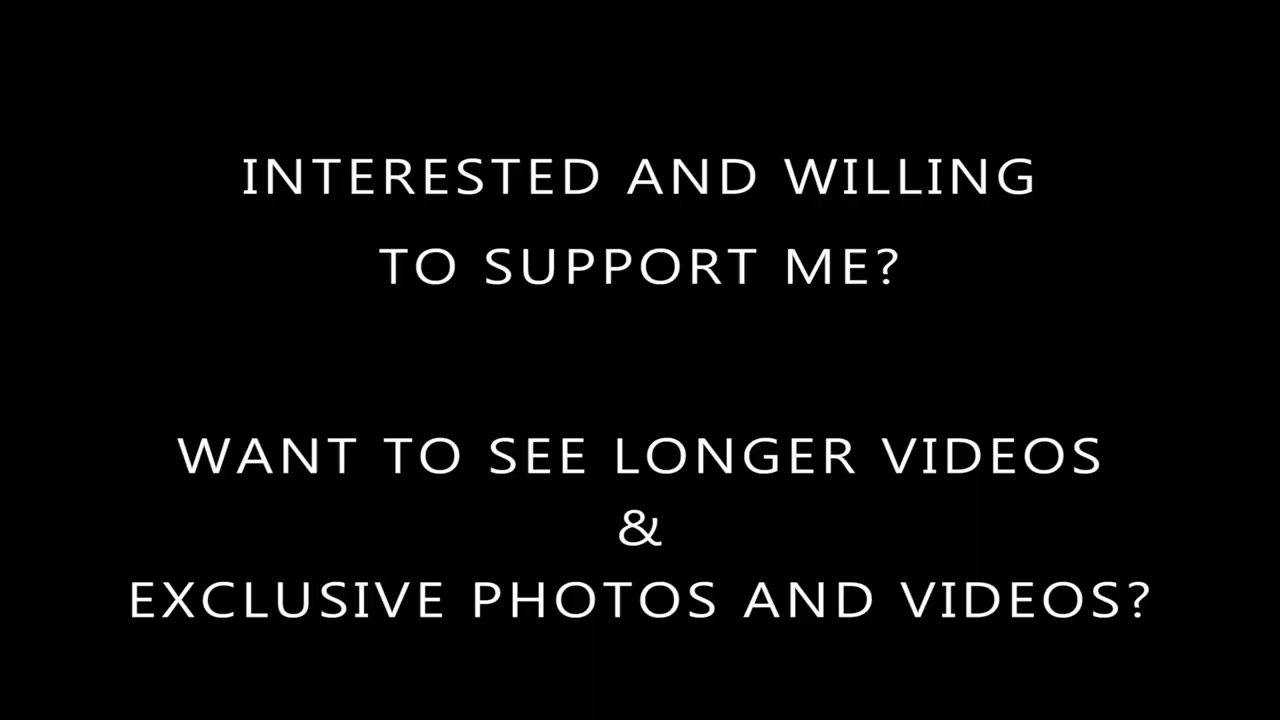 INTERESTED AND WILLING
TO SUPPORT ME?
WANT TO SEE LONGER VIDEOS
&
EXCLUSIVE PHOTOS AND VIDEOS?